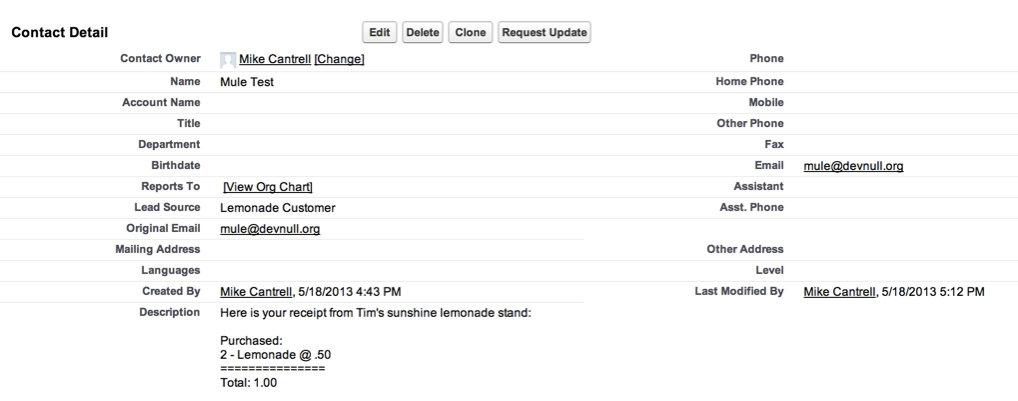 Contact Detail Edit Delete Clone Request Update
Contact Owner Mike Cantrell [Change] Phone
Name Mule Test Home Phone
Account Name Mobile
Title Other Phone
Department Fax
Birthdate Email mule@devnull.org
Reports To [View Org Chart] Assistant
Lead Source Lemonade Customer Asst. Phone
Original Email mule@devnull.org
Mailing Address Other Address
Languages Level
Created By Mike Cantrell, 5/18/2013 4:43 PM Last Modified By Mike Cantrell, 5/18/2013 5:12 PM
Description Here is your receipt from Tim's sunshine lemonade stand:
Purchased:
2 - Lemonade @ .50
===============
Total: 1.00